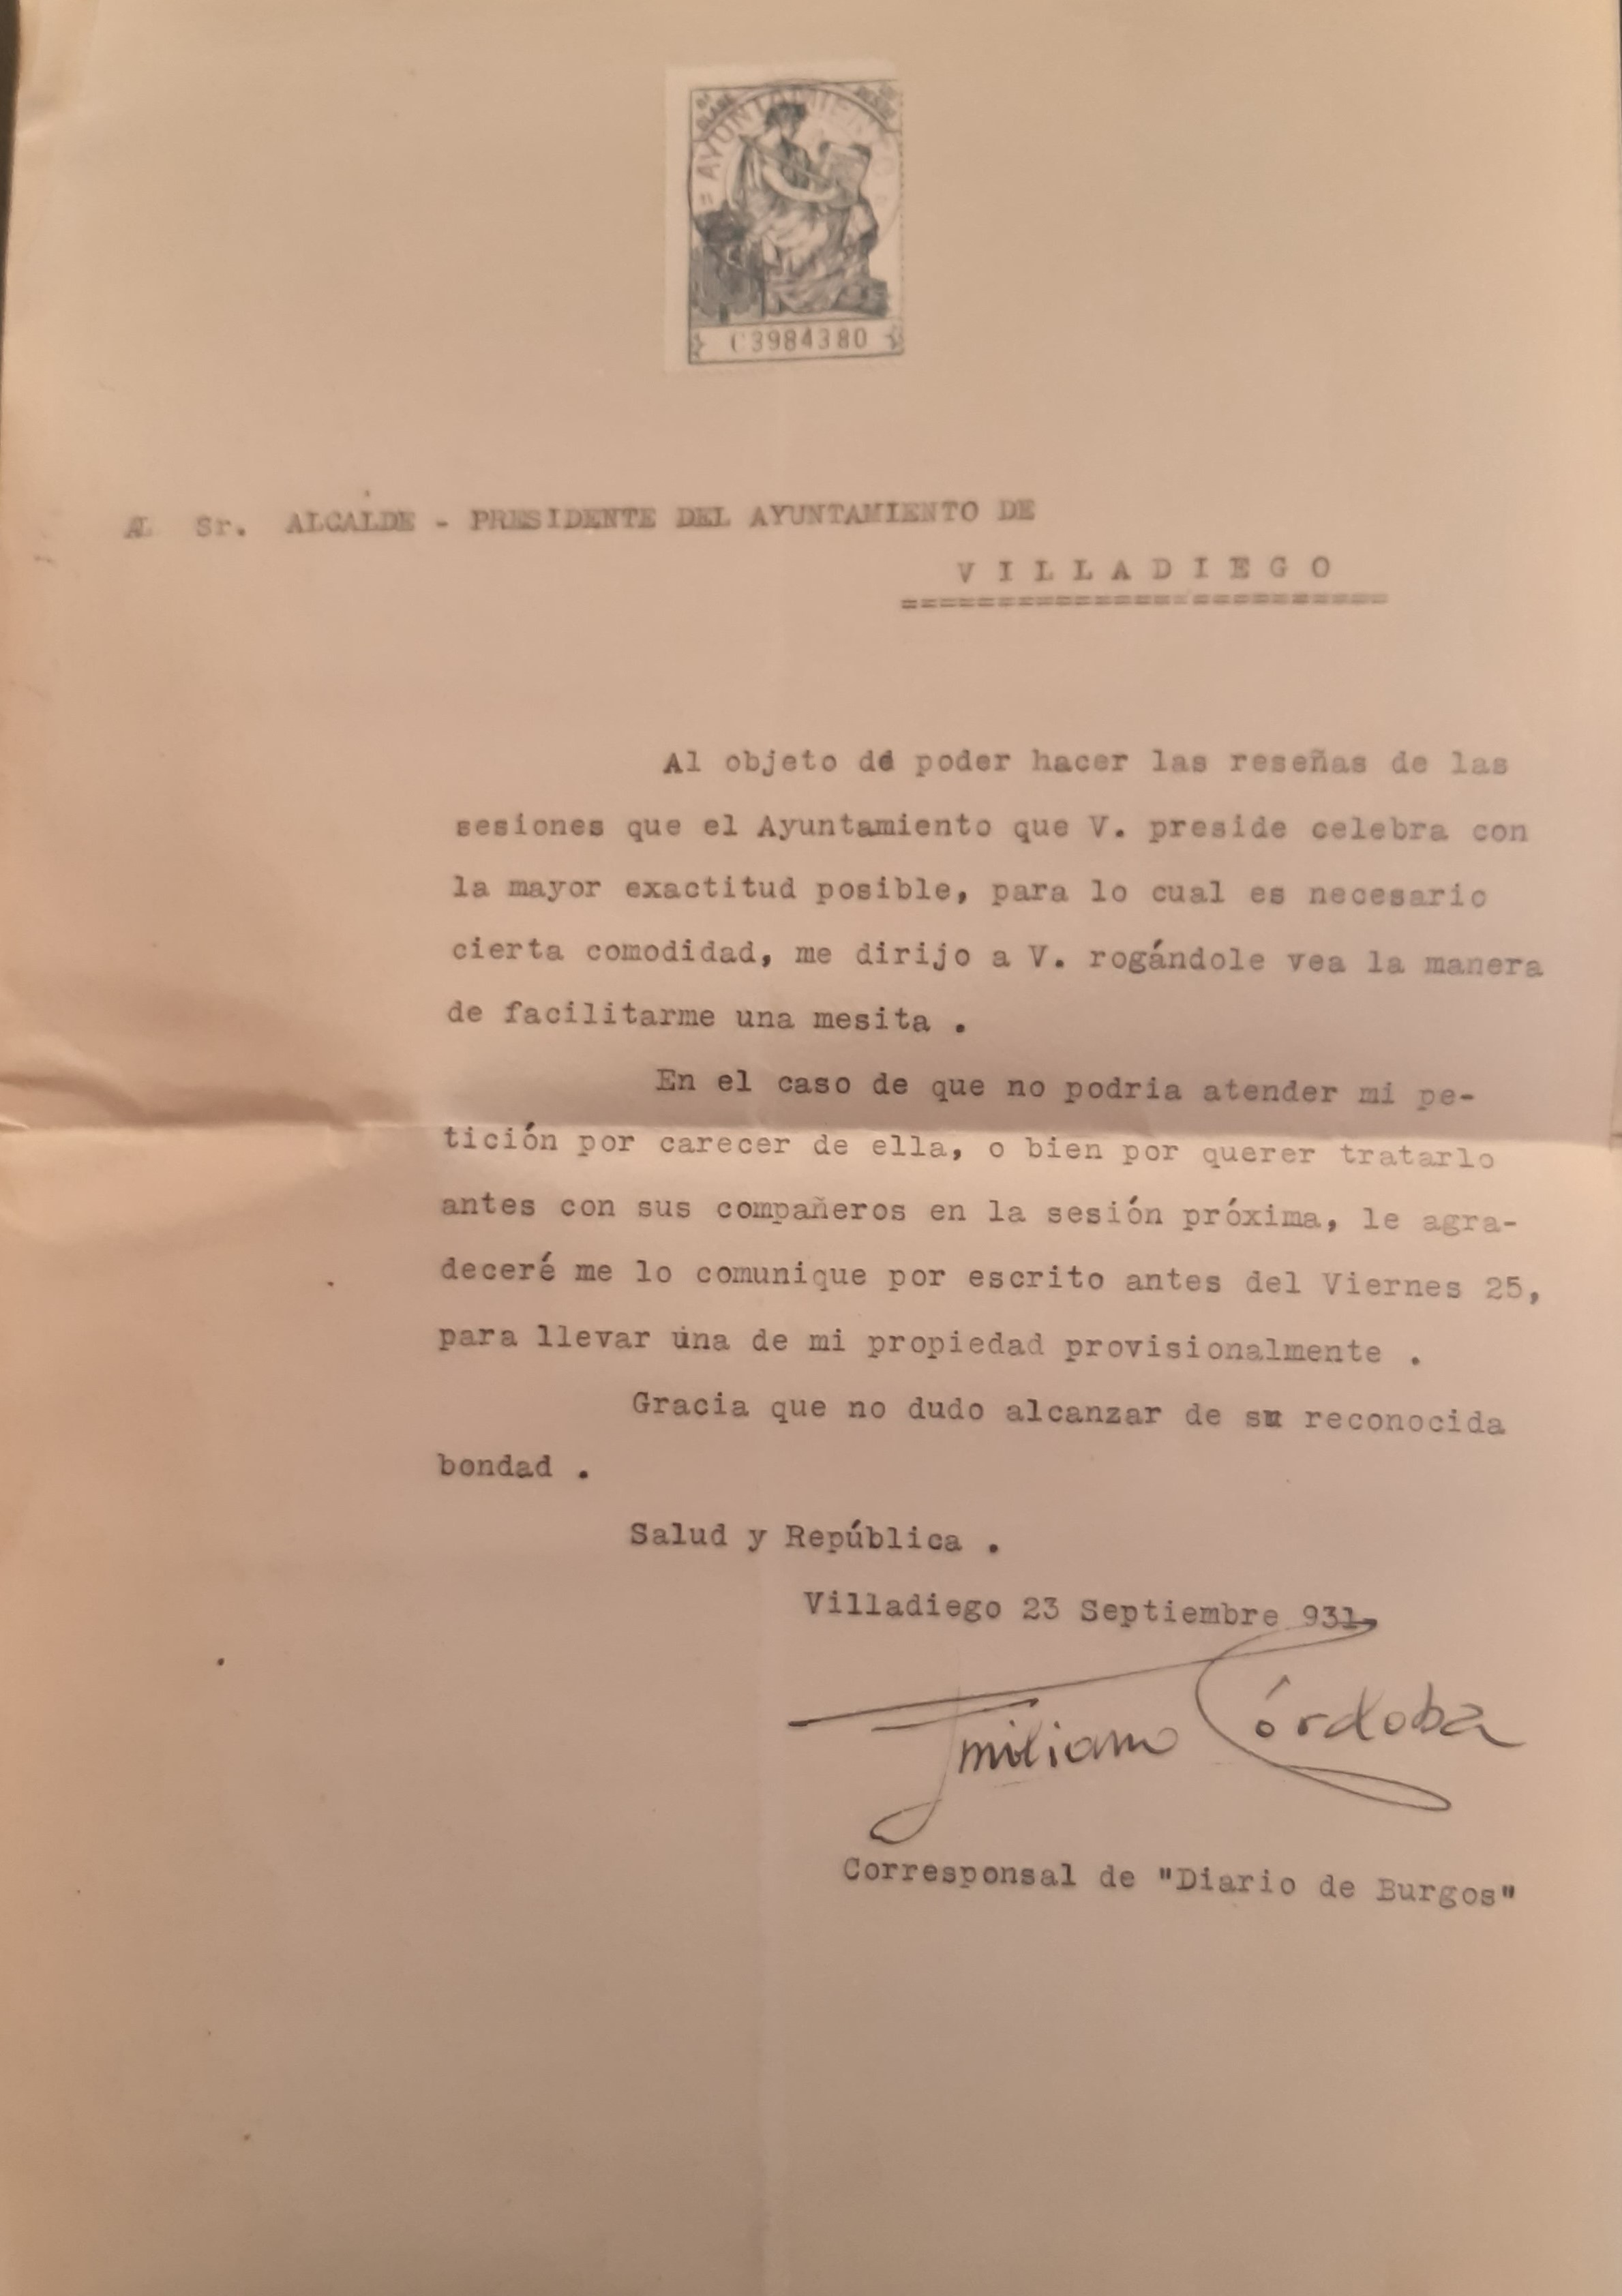 = AYUNTAMIENTO
C3984380
AL Sr. ALCALDE - PRESIDENTE DEL AYUNTAMIENTO DE
VILLADIEGO
==========================
Al objeto de poder hacer las reseñas de las
sesiones que el Ayuntamiento que V. preside celebra con
la mayor exactitud posible, para lo cual es necesario
cierta comodidad, me dirijo a V. rogándole vea la manera
de facilitarme una mesita .
En el caso de que no podria atender mi pe-
tición por carecer de ella, o bien por querer tratarlo
antes con sus compañeros en la sesión próxima, le agra-
deceré me lo comunique por escrito antes del Viernes 25,
para llevar una de mi propiedad provisionalmente .
Gracia que no dudo alcanzar de su reconocida
bondad .
Salud y República .
Villadiego 23 Septiembre 931,
Emiliano Córdoba
Corresponsal de "Diario de Burgos"